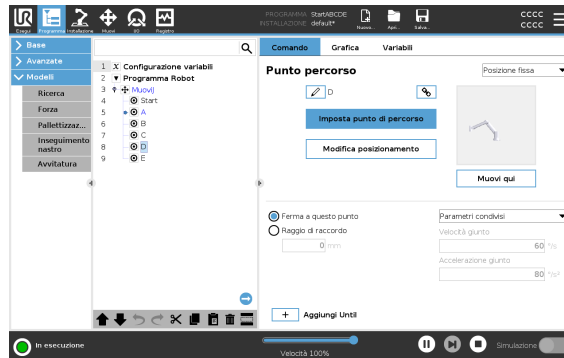 UR
Esegui Programma Installazione Muovi I/O Registro
PROGRAMMA StartABCDE
INSTALLAZIONE default*
Nuovo... Apri... Salva...
CCCC
CCCC
Base
Avanzate
Modelli
Ricerca
Forza
Pallettizzaz...
Inseguimento
nastro
Avvitatura
1 X Configurazione variabili
2 Programma Robot
3 MuoviJ
4 Start
5 A
6 B
7 C
8 D
9 E
Comando Grafica Variabili
Punto percorso
Posizione fissa
D
Imposta punto di percorso
Modifica posizionamento
Muovi qui
Ferma a questo punto
Raggio di raccordo
0 mm
Parametri condivisi
Velocità giunto
60 °/s
Accelerazione giunto
80 °/s²
+ Aggiungi Until
In esecuzione
Velocità 100%
Simulazione